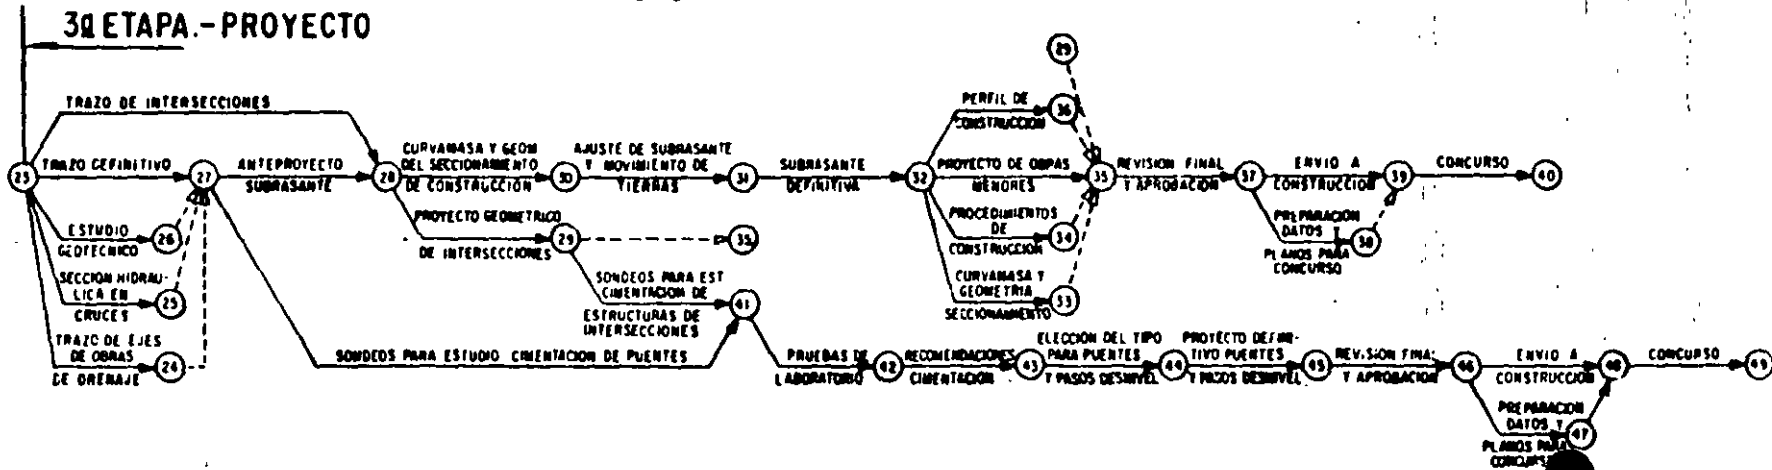 3a ETAPA.-PROYECTO
29
TRAZO DE INTERSECCIONES
PERFIL DE
CONSTRUCCION
36
CURVAMASA Y GEOM
DEL SECCIONAMIENTO
DE CONSTRUCCION
AJUSTE DE SUBRASANTE
Y MOVIMIENTO DE
TIERRAS
23
TRAZO DEFINITIVO
27
ANTEPROYECTO
SUBRASANTE
28
30
31
SUBRASANTE
DEFINITIVA
32
PROYECTO DE OBRAS
MENORES
35
REVISION FINAL
Y APROBACION
37
ENVIO A
CONSTRUCCION
39
CONCURSO
40
ESTUDIO
GEOTECNICO
26
PROYECTO GEOMETRICO
DE INTERSECCIONES
29
35
PROCEDIMIENTOS
DE
CONSTRUCCION
34
PREPARACION
DATOS Y
PLANOS PARA
CONCURSO
38
SECCION HIDRAU-
LICA EN
CRUCES
25
SONDEOS PARA EST
CIMENTACION DE
ESTRUCTURAS DE
INTERSECCIONES
41
CURVAMASA Y
GEOMETRIA
SECCIONAMIENTO
33
TRAZO DE EJES
DE OBRAS
DE DRENAJE
24
SONDEOS PARA ESTUDIO CIMENTACION DE PUENTES
PRUEBAS DE
LABORATORIO
42
RECOMENDACIONES
CIMENTACION
43
ELECCION DEL TIPO
PARA PUENTES
Y PASOS DESNIVEL
44
PROYECTO DEFINI-
TIVO PUENTES
Y PASOS DESNIVEL
45
REVISION FINAL
Y APROBACION
46
ENVIO A
CONSTRUCCION
48
CONCURSO
49
PREPARACION
DATOS Y
PLANOS PARA
CONCURSO
47